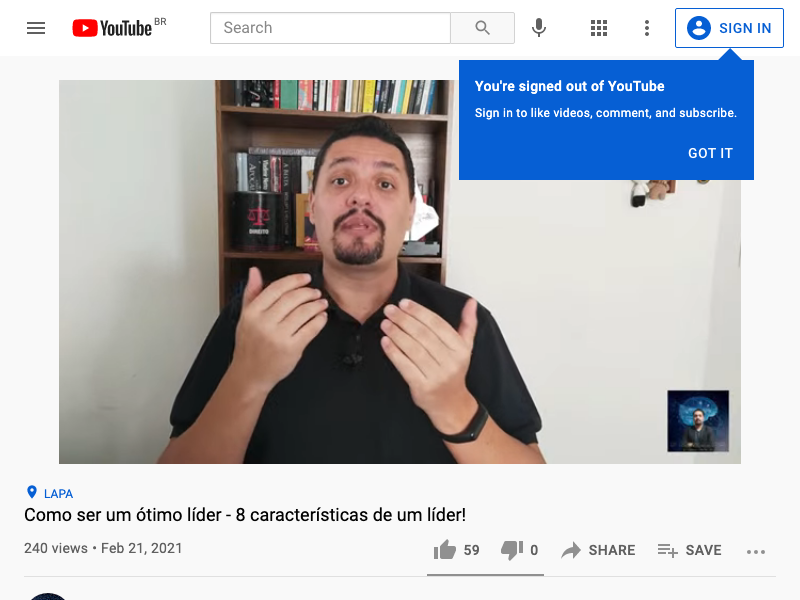 YouTube BR
Search
SIGN IN
You're signed out of YouTube
Sign in to like videos, comment, and subscribe.
GOT IT
DIREITO
LAPA
Como ser um ótimo líder - 8 características de um líder!
240 views • Feb 21, 2021
59
0
SHARE
SAVE